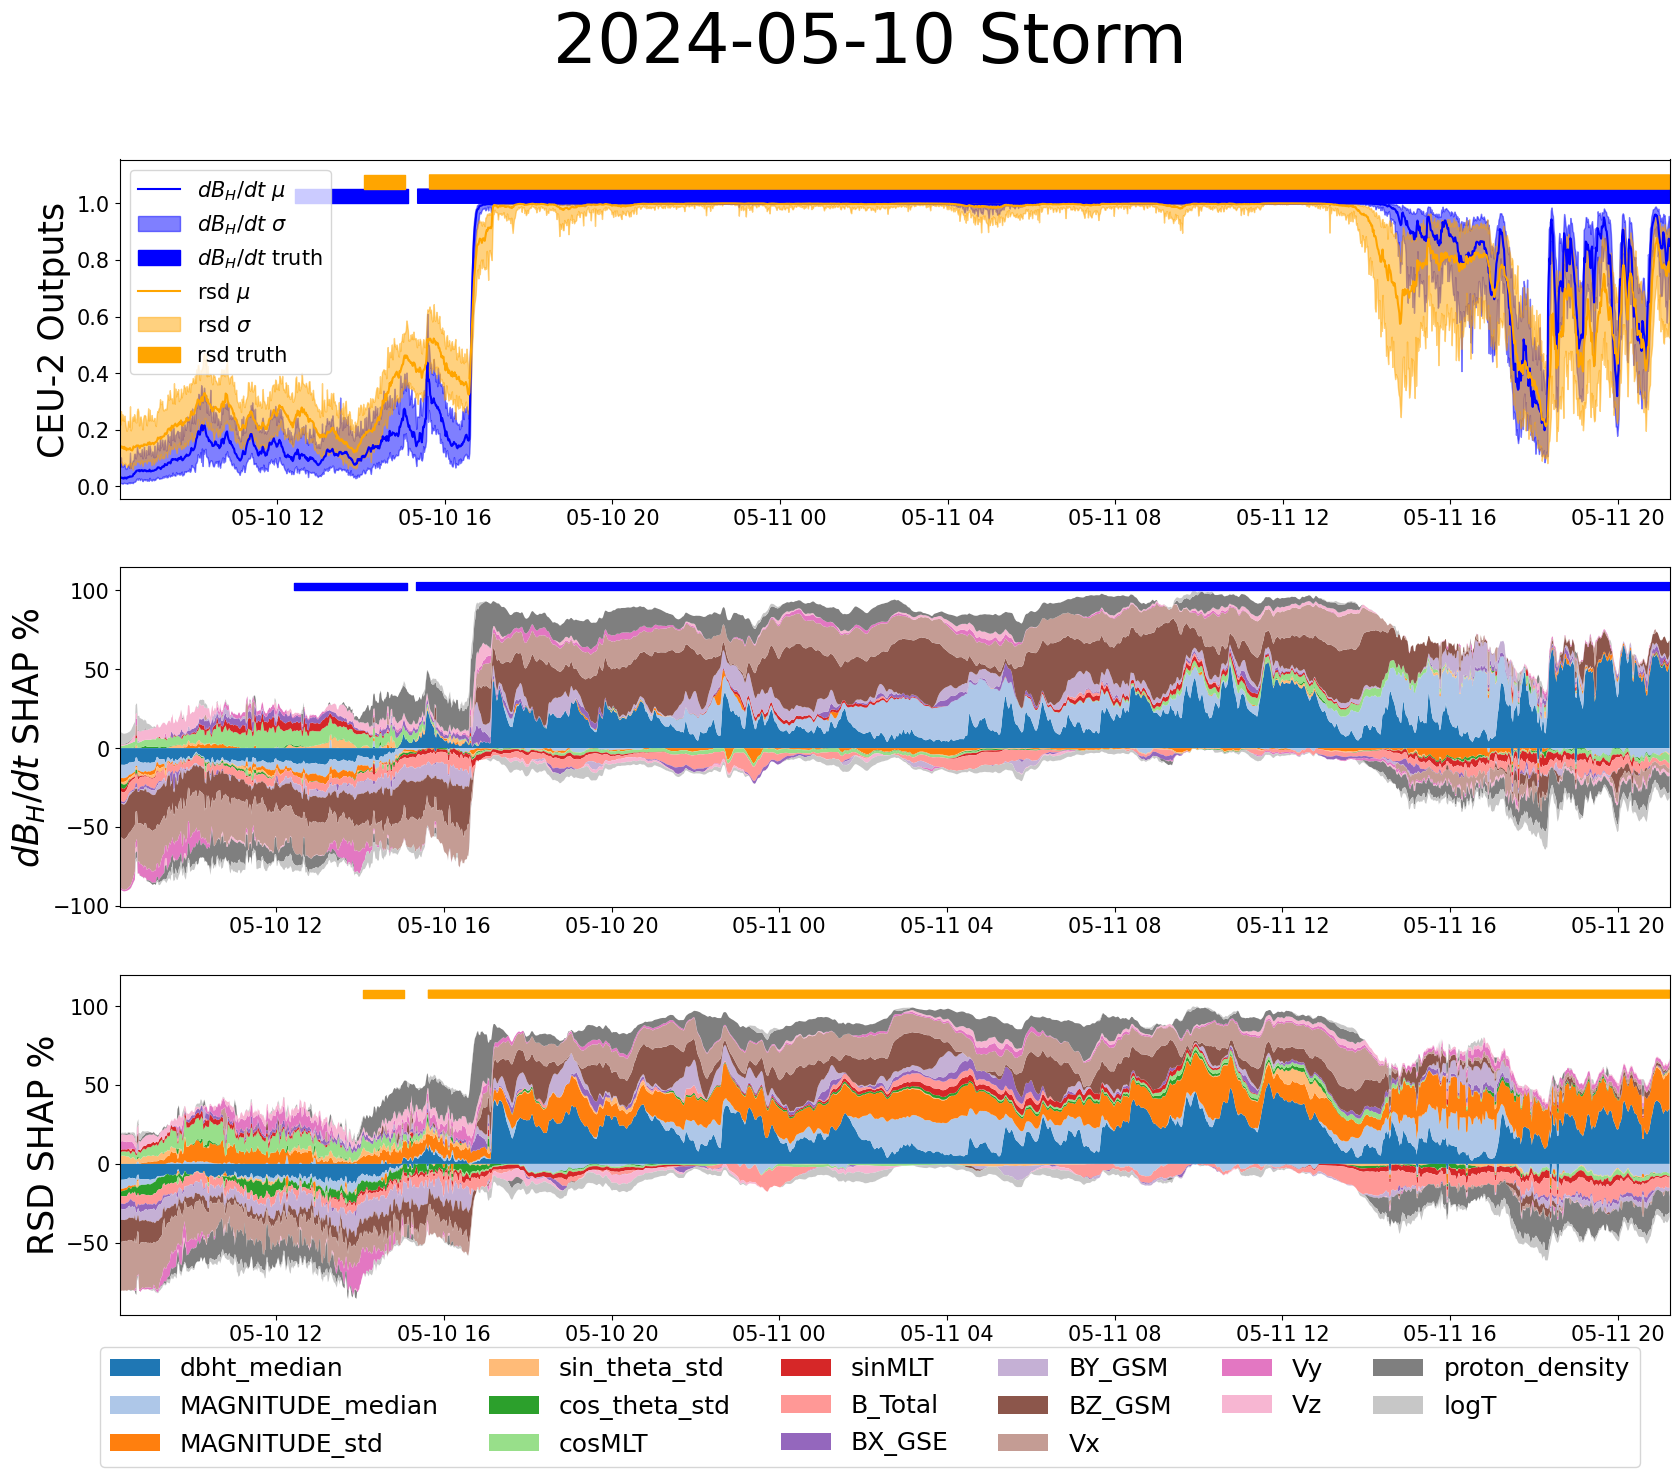 2024-05-10 Storm
CEU-2 Outputs
1.0
0.8
0.6
0.4
0.2
0.0
dB_H/dt μ
dB_H/dt σ
dB_H/dt truth
rsd μ
rsd σ
rsd truth
05-10 12 05-10 16 05-10 20 05-11 00 05-11 04 05-11 08 05-11 12 05-11 16 05-11 20
dB_H/dt SHAP %
100
50
0
−50
−100
05-10 12 05-10 16 05-10 20 05-11 00 05-11 04 05-11 08 05-11 12 05-11 16 05-11 20
RSD SHAP %
100
50
0
−50
05-10 12 05-10 16 05-10 20 05-11 00 05-11 04 05-11 08 05-11 12 05-11 16 05-11 20
dbht_median sin_theta_std sinMLT BY_GSM Vy proton_density
MAGNITUDE_median cos_theta_std B_Total BZ_GSM Vz logT
MAGNITUDE_std cosMLT BX_GSE Vx